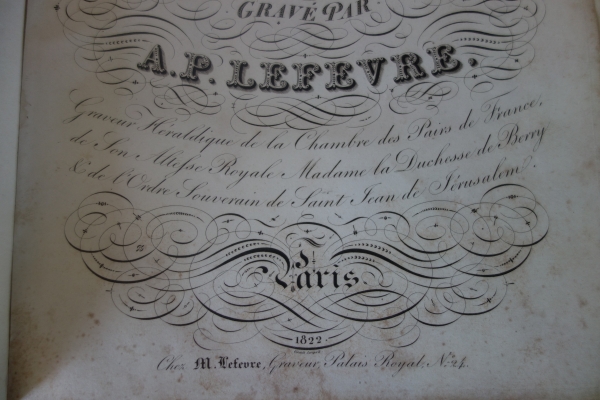 GRAVÉ PAR
A. P. LEFEVRE.
Graveur Héraldique de la Chambre des Pairs de France,
de Son Altesse Royale Madame la Duchesse de Berry
& de l'Ordre Souverain de Saint Jean de Jérusalem.
à
Paris.
1822
Chez M. Lefevre, Graveur, Palais Royal, N.º 24.